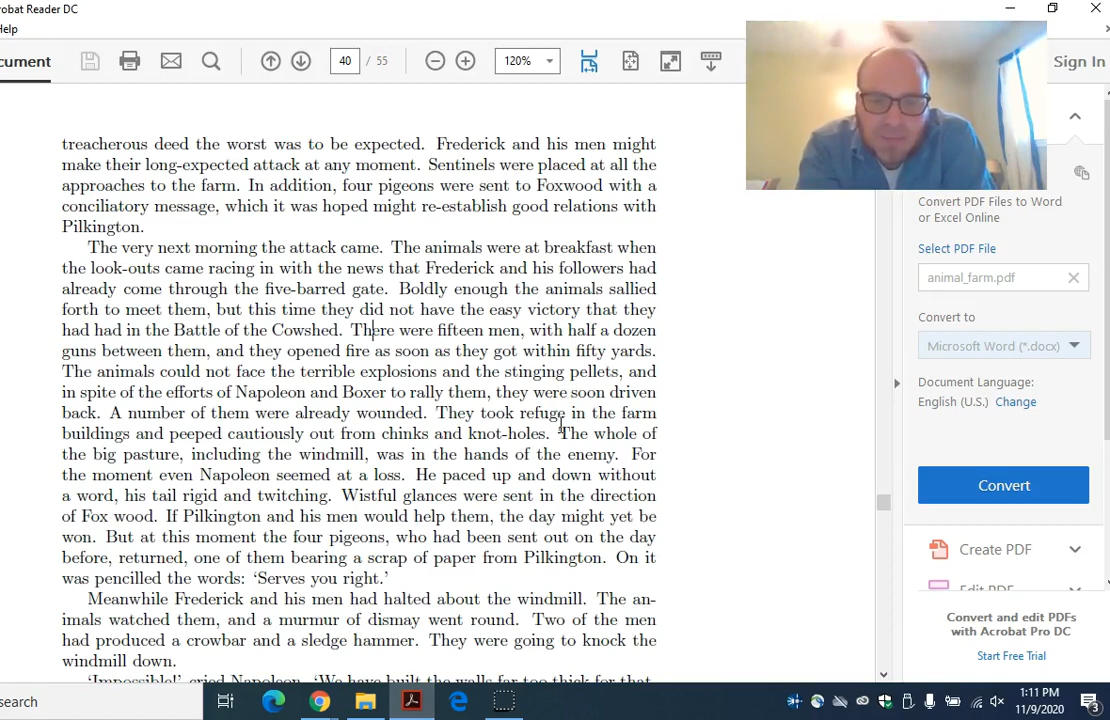 crobat Reader DC
Help
cument
40 / 55
120%
Sign In
treacherous deed the worst was to be expected. Frederick and his men might
make their long-expected attack at any moment. Sentinels were placed at all the
approaches to the farm. In addition, four pigeons were sent to Foxwood with a
conciliatory message, which it was hoped might re-establish good relations with
Pilkington.
The very next morning the attack came. The animals were at breakfast when
the look-outs came racing in with the news that Frederick and his followers had
already come through the five-barred gate. Boldly enough the animals sallied
forth to meet them, but this time they did not have the easy victory that they
had had in the Battle of the Cowshed. There were fifteen men, with half a dozen
guns between them, and they opened fire as soon as they got within fifty yards.
The animals could not face the terrible explosions and the stinging pellets, and
in spite of the efforts of Napoleon and Boxer to rally them, they were soon driven
back. A number of them were already wounded. They took refuge in the farm
buildings and peeped cautiously out from chinks and knot-holes. The whole of
the big pasture, including the windmill, was in the hands of the enemy. For
the moment even Napoleon seemed at a loss. He paced up and down without
a word, his tail rigid and twitching. Wistful glances were sent in the direction
of Fox wood. If Pilkington and his men would help them, the day might yet be
won. But at this moment the four pigeons, who had been sent out on the day
before, returned, one of them bearing a scrap of paper from Pilkington. On it
was pencilled the words: ‘Serves you right.’
Meanwhile Frederick and his men had halted about the windmill. The an-
imals watched them, and a murmur of dismay went round. Two of the men
had produced a crowbar and a sledge hammer. They were going to knock the
windmill down.
‘Impossible!’ cried Napoleon. ‘We have built the walls far too thick for that.
Convert PDF Files to Word
or Excel Online
Select PDF File
animal_farm.pdf
Convert to
Microsoft Word (*.docx)
Document Language:
English (U.S.) Change
Convert
Create PDF
Edit PDF
Convert and edit PDFs
with Acrobat Pro DC
Start Free Trial
search
1:11 PM
11/9/2020
3